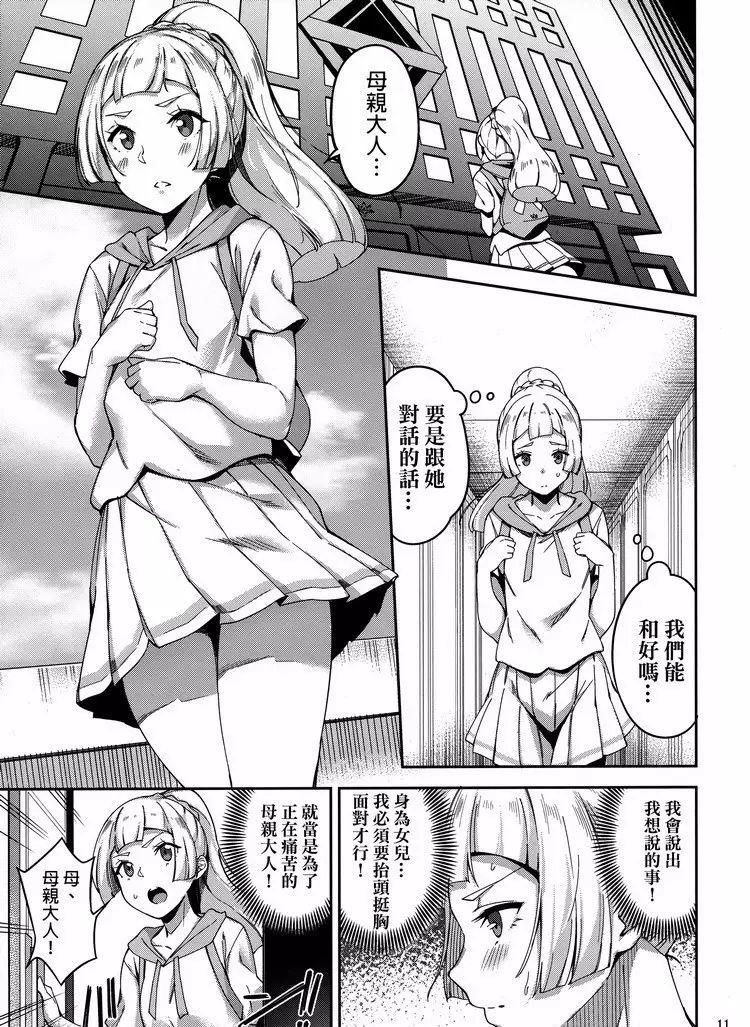 母親大人…
要是跟她
對話的話…
我們能
和好嗎…
我會說出
我想說的事！
身為女兒…
我必須要抬頭挺胸
面對才行！
就當是為了
正在痛苦的
母親大人！
母、
母親大人！
11